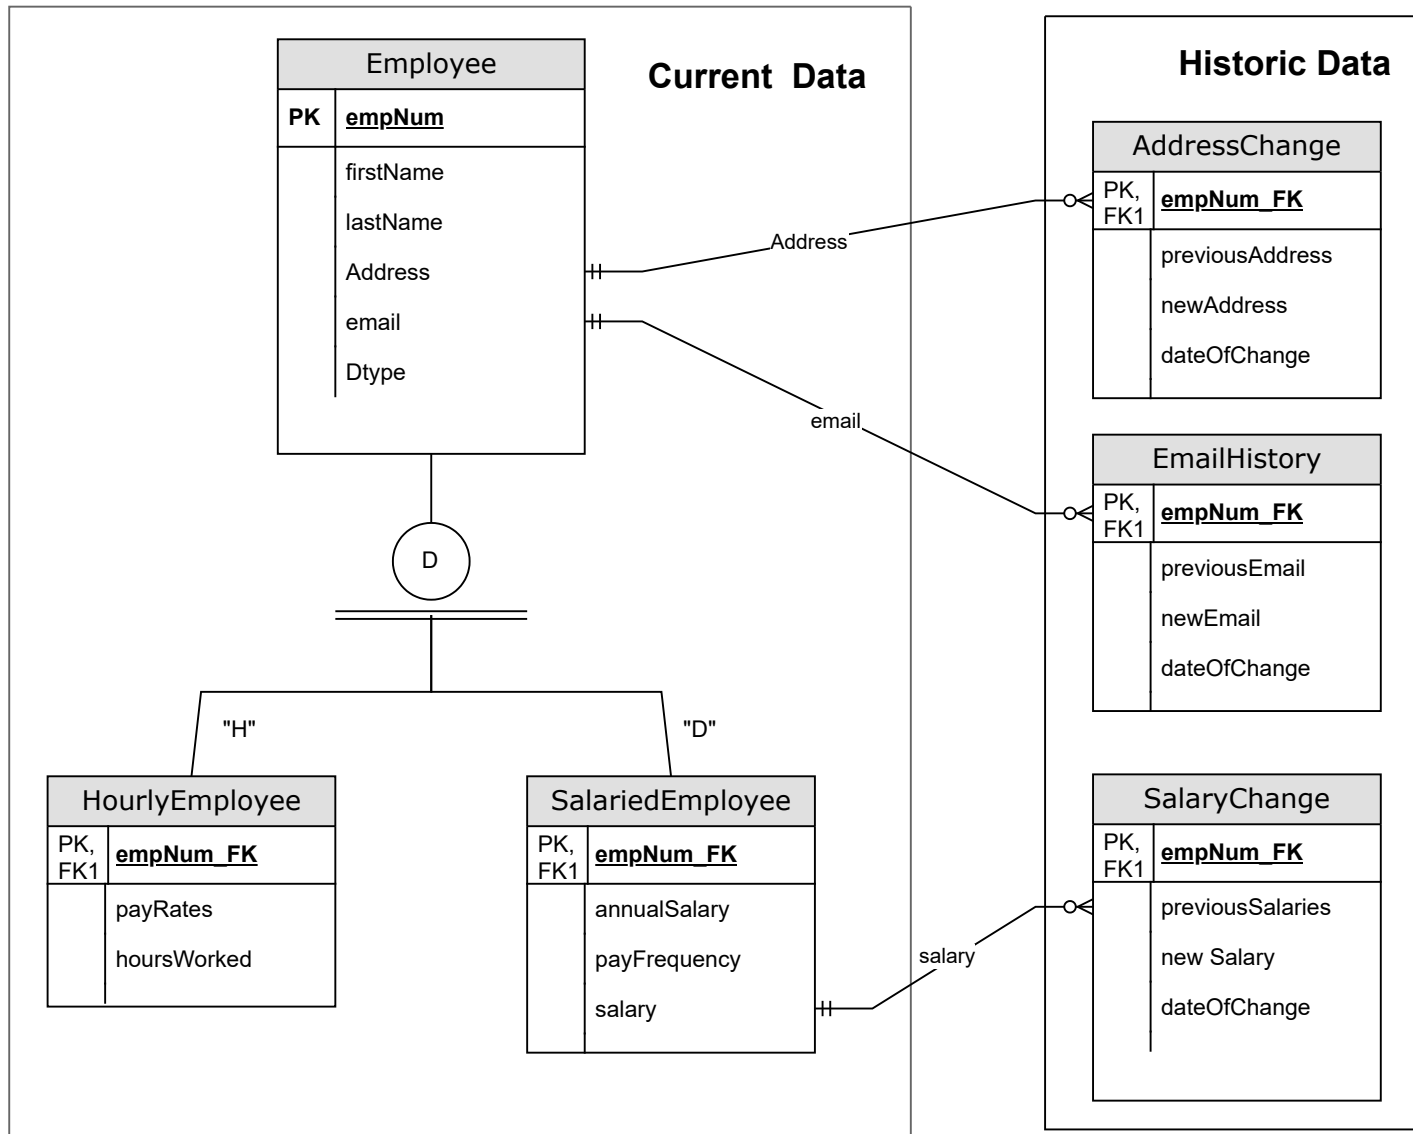 Current  Data
Employee
PK empNum
firstName
lastName
Address
email
Dtype
D
"H"
"D"
HourlyEmployee
PK,
FK1 empNum_FK
payRates
hoursWorked
SalariedEmployee
PK,
FK1 empNum_FK
annualSalary
payFrequency
salary
Address
email
salary
Historic Data
AddressChange
PK,
FK1 empNum_FK
previousAddress
newAddress
dateOfChange
EmailHistory
PK,
FK1 empNum_FK
previousEmail
newEmail
dateOfChange
SalaryChange
PK,
FK1 empNum_FK
previousSalaries
new Salary
dateOfChange